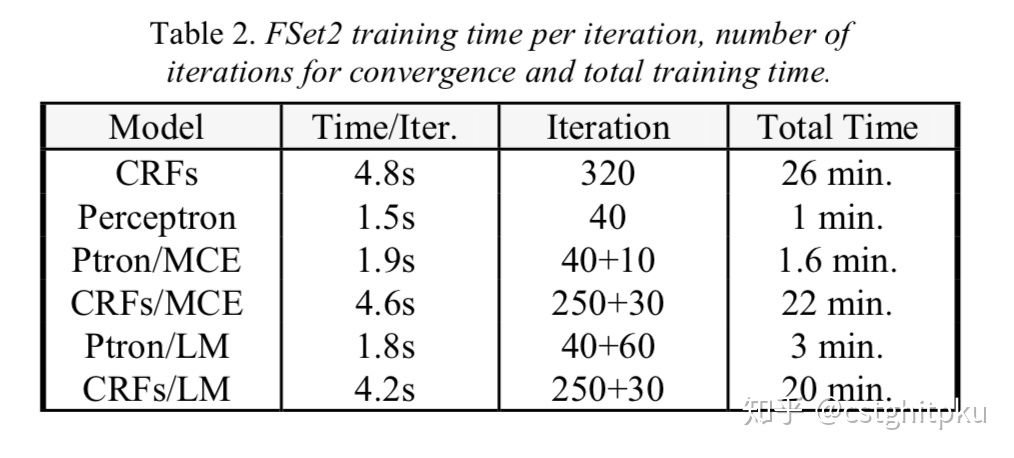 Table 2. FSet2 training time per iteration, number of
iterations for convergence and total training time.
Model Time/Iter. Iteration Total Time
CRFs 4.8s 320 26 min.
Perceptron 1.5s 40 1 min.
Ptron/MCE 1.9s 40+10 1.6 min.
CRFs/MCE 4.6s 250+30 22 min.
Ptron/LM 1.8s 40+60 3 min.
CRFs/LM 4.2s 250+30 20 min.
知乎 @cstghitpku